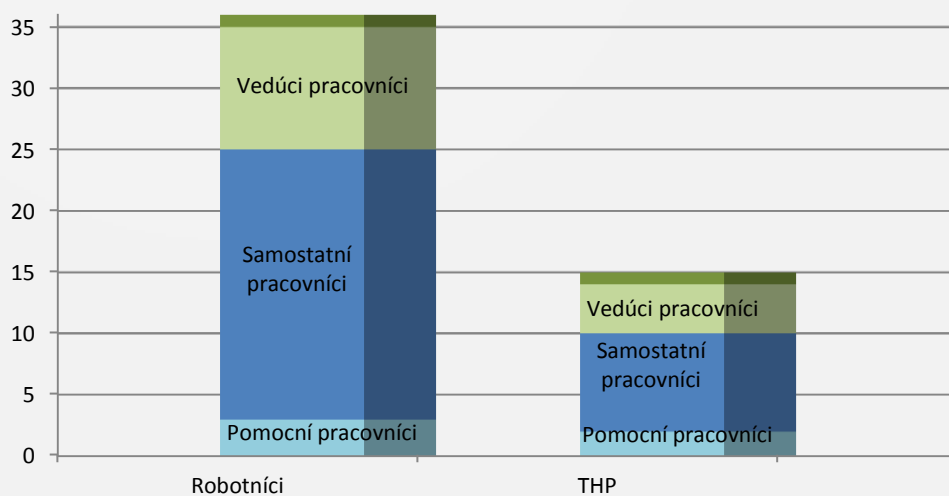 35
30
25
20
15
10
5
0
Vedúci pracovníci
Samostatní
pracovníci
Pomocní pracovníci
Vedúci pracovníci
Samostatní
pracovníci
Pomocní pracovníci
Robotníci
THP